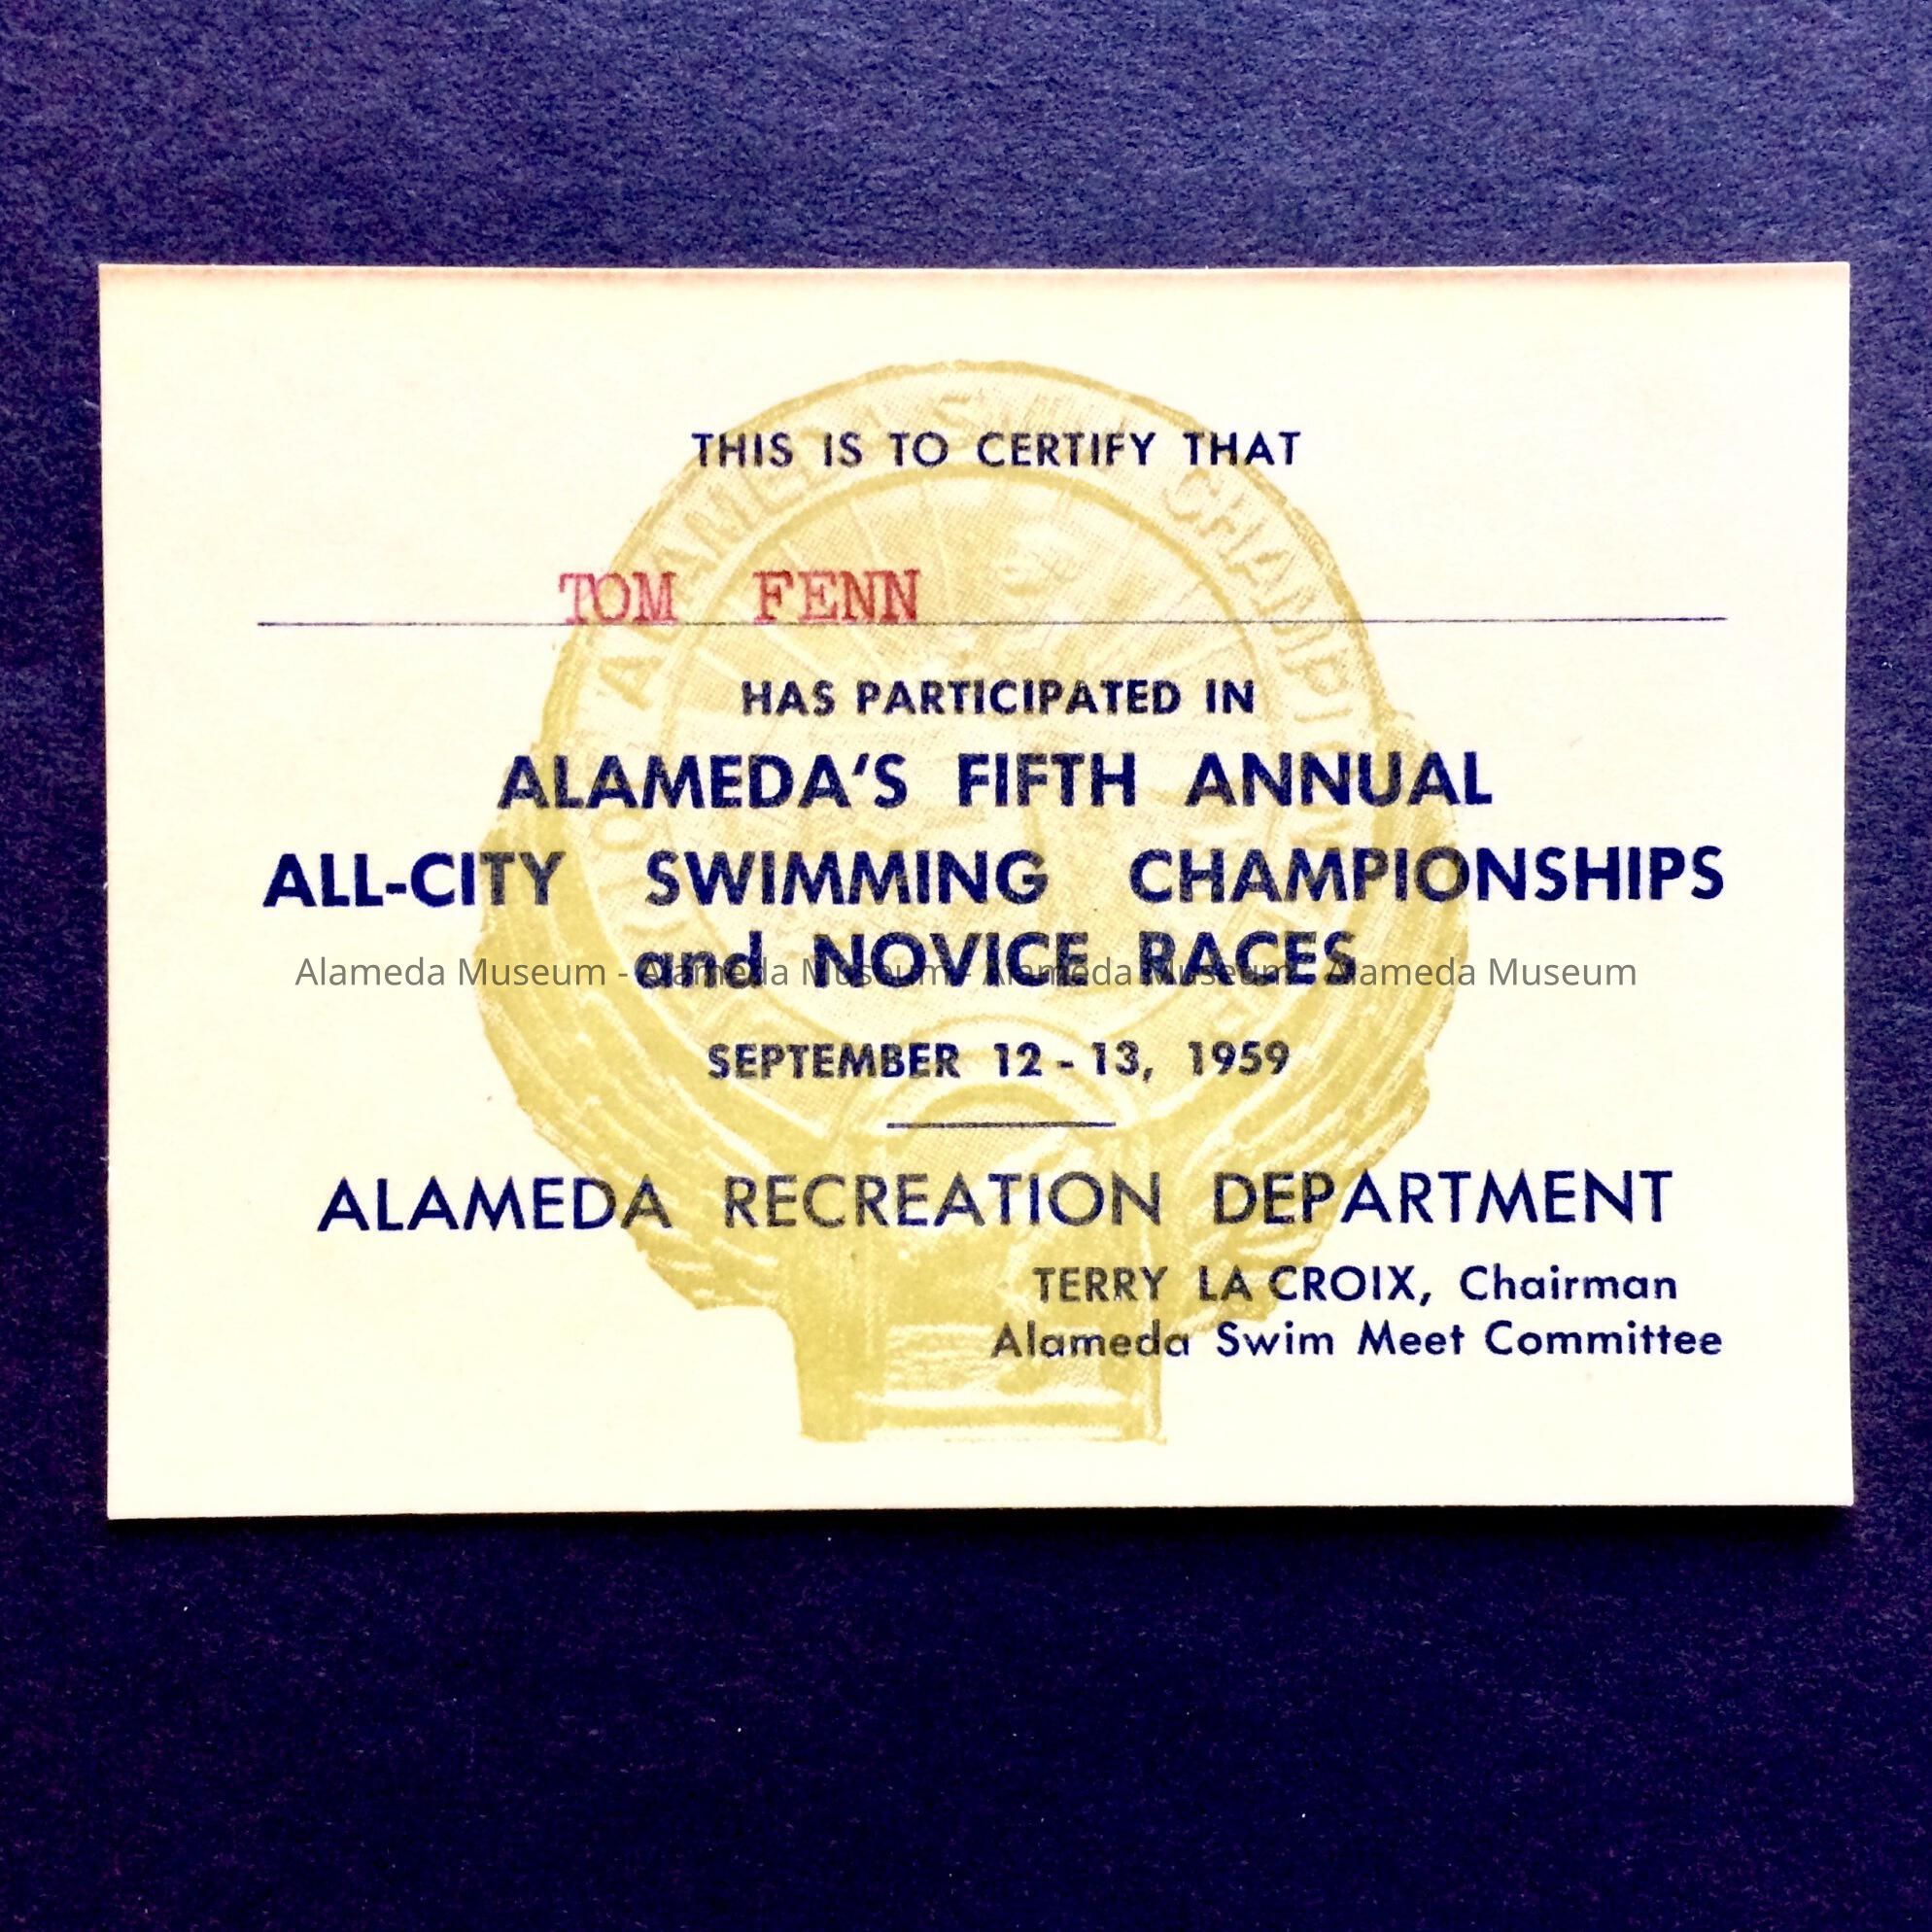 THIS IS TO CERTIFY THAT
TOM FENN
HAS PARTICIPATED IN
ALAMEDA'S FIFTH ANNUAL
ALL-CITY SWIMMING CHAMPIONSHIPS
and NOVICE RACES
Alameda Museum - Alameda Museum - Alameda Museum - Alameda Museum
SEPTEMBER 12-13, 1959
ALAMEDA RECREATION DEPARTMENT
TERRY LA CROIX, Chairman
Alameda Swim Meet Committee
ALAMEDA SWIM